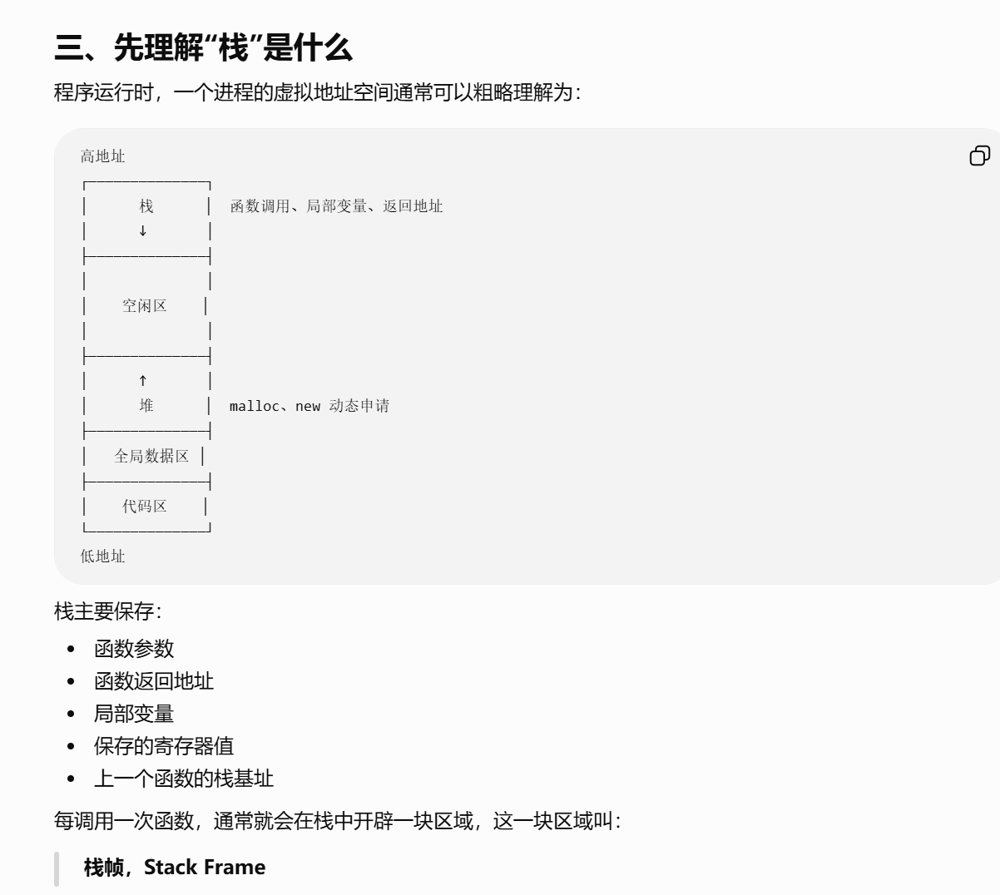 三、先理解“栈”是什么
程序运行时，一个进程的虚拟地址空间通常可以粗略理解为：
高地址
栈 函数调用、局部变量、返回地址
↓
空闲区
↑
堆 malloc、new 动态申请
全局数据区
代码区
低地址
栈主要保存：
• 函数参数
• 函数返回地址
• 局部变量
• 保存的寄存器值
• 上一个函数的栈基址
每调用一次函数，通常就会在栈中开辟一块区域，这一块区域叫：
栈帧，Stack Frame